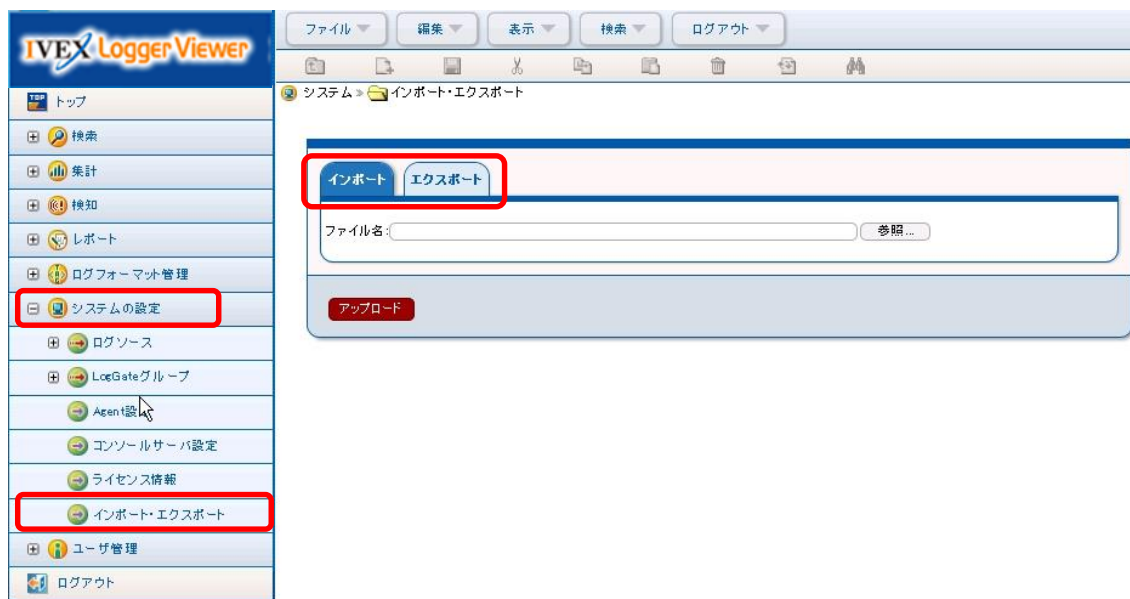 IVEX Logger Viewer
ファイル 編集 表示 検索 ログアウト
システム » インポート・エクスポート
TOP トップ
検索
集計
検知
レポート
ログフォーマット管理
システムの設定
ログソース
LogGateグループ
Agent設
コンソールサーバ設定
ライセンス情報
インポート・エクスポート
ユーザ管理
ログアウト
インポート エクスポート
ファイル名: 参照...
アップロード